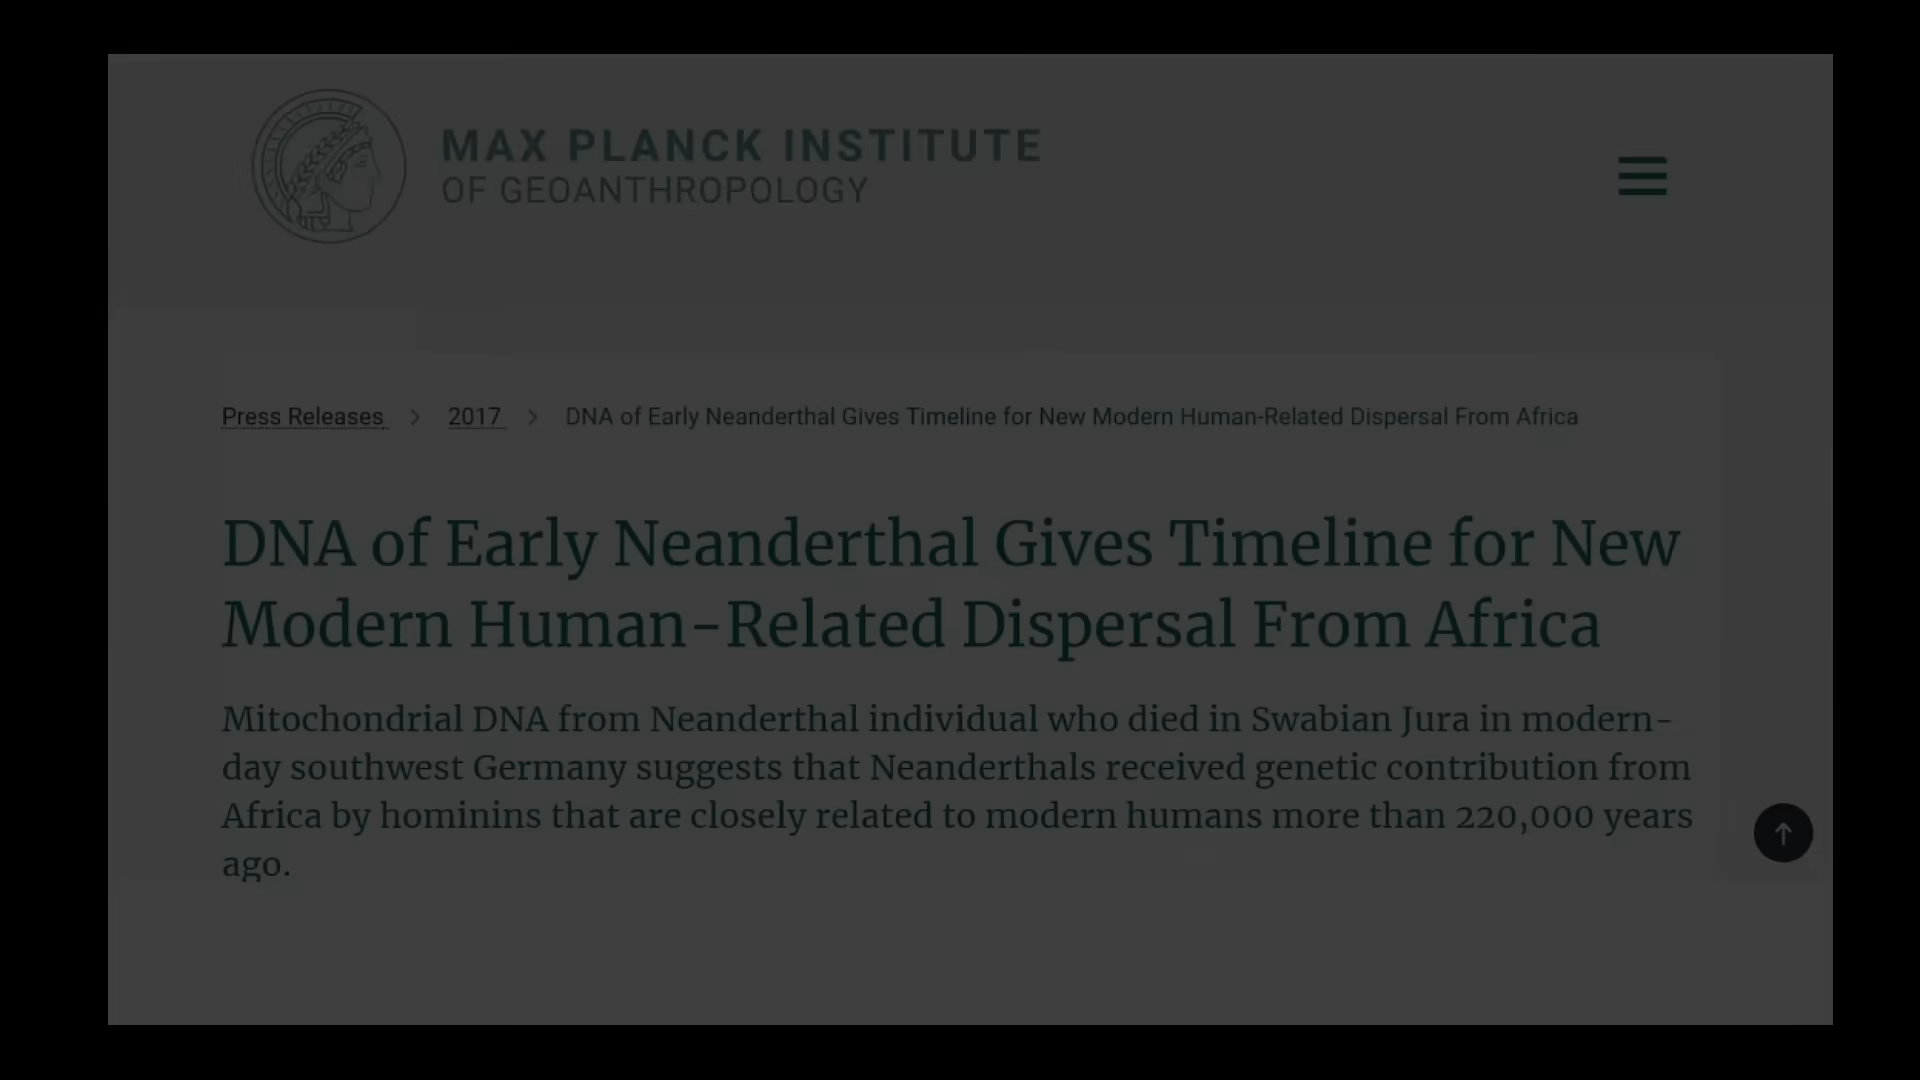 MAX PLANCK INSTITUTE
OF GEOANTHROPOLOGY
Press Releases > 2017 > DNA of Early Neanderthal Gives Timeline for New Modern Human-Related Dispersal From Africa
DNA of Early Neanderthal Gives Timeline for New
Modern Human-Related Dispersal From Africa
Mitochondrial DNA from Neanderthal individual who died in Swabian Jura in modern-
day southwest Germany suggests that Neanderthals received genetic contribution from
Africa by hominins that are closely related to modern humans more than 220,000 years
ago.